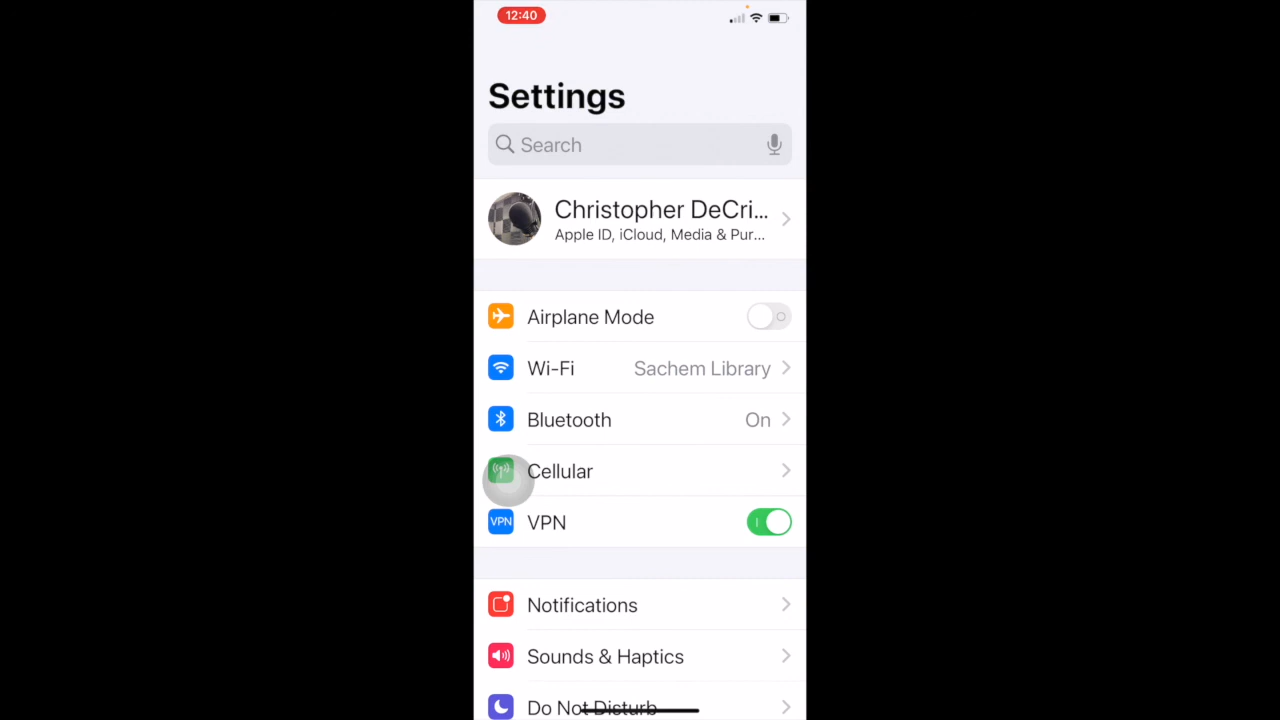 12:40
Settings
Search
Christopher DeCri...
Apple ID, iCloud, Media & Pur...
Airplane Mode
Wi-Fi Sachem Library
Bluetooth On
Cellular
VPN VPN
Notifications
Sounds & Haptics
Do Not Disturb